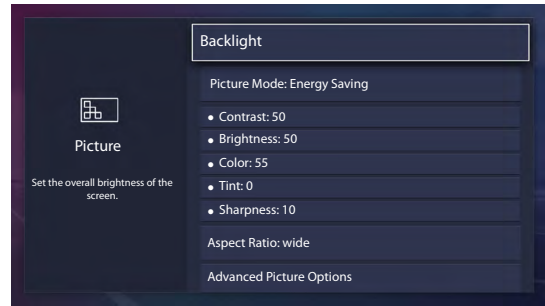 Picture
Set the overall brightness of the
screen.
Backlight
Picture Mode: Energy Saving
• Contrast: 50
• Brightness: 50
• Color: 55
• Tint: 0
• Sharpness: 10
Aspect Ratio: wide
Advanced Picture Options